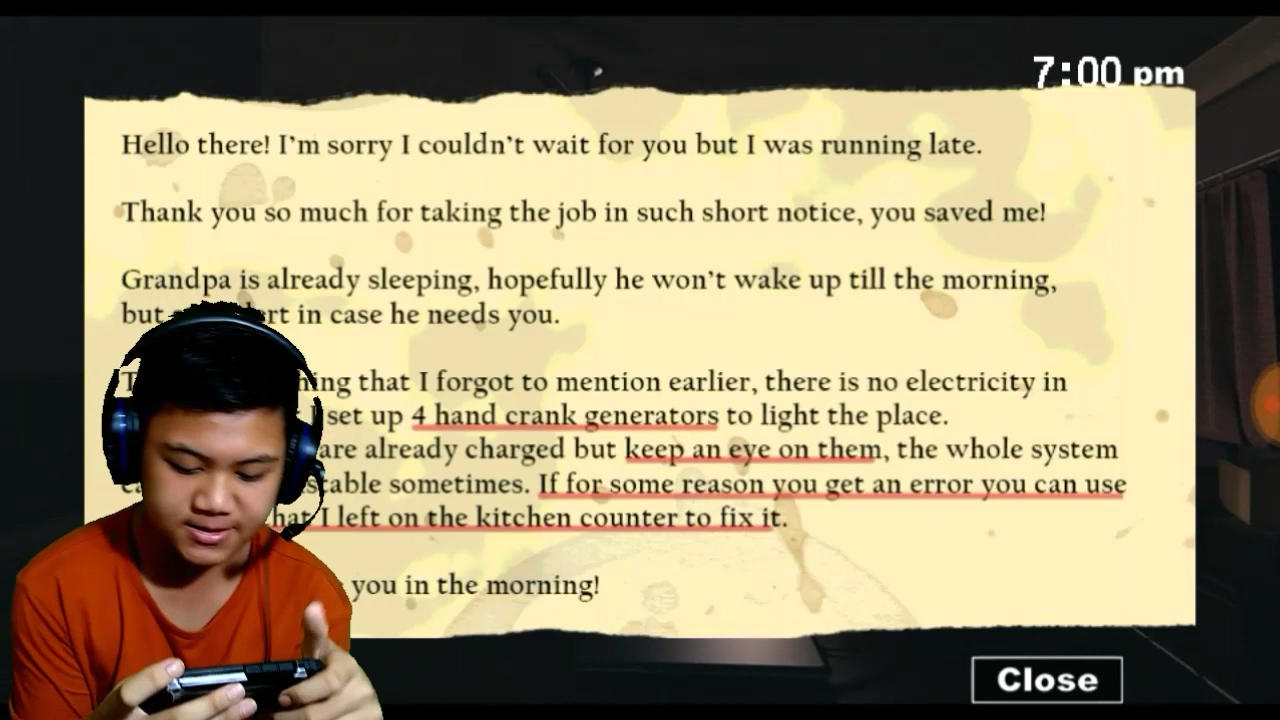 7:00 pm
Hello there! I'm sorry I couldn't wait for you but I was running late.
Thank you so much for taking the job in such short notice, you saved me!
Grandpa is already sleeping, hopefully he won't wake up till the morning,
but in case he needs you.
that I forgot to mention earlier, there is no electricity in
I set up 4 hand crank generators to light the place.
are already charged but keep an eye on them, the whole system
sometimes. If for some reason you get an error you can use
I left on the kitchen counter to fix it.
you in the morning!
Close